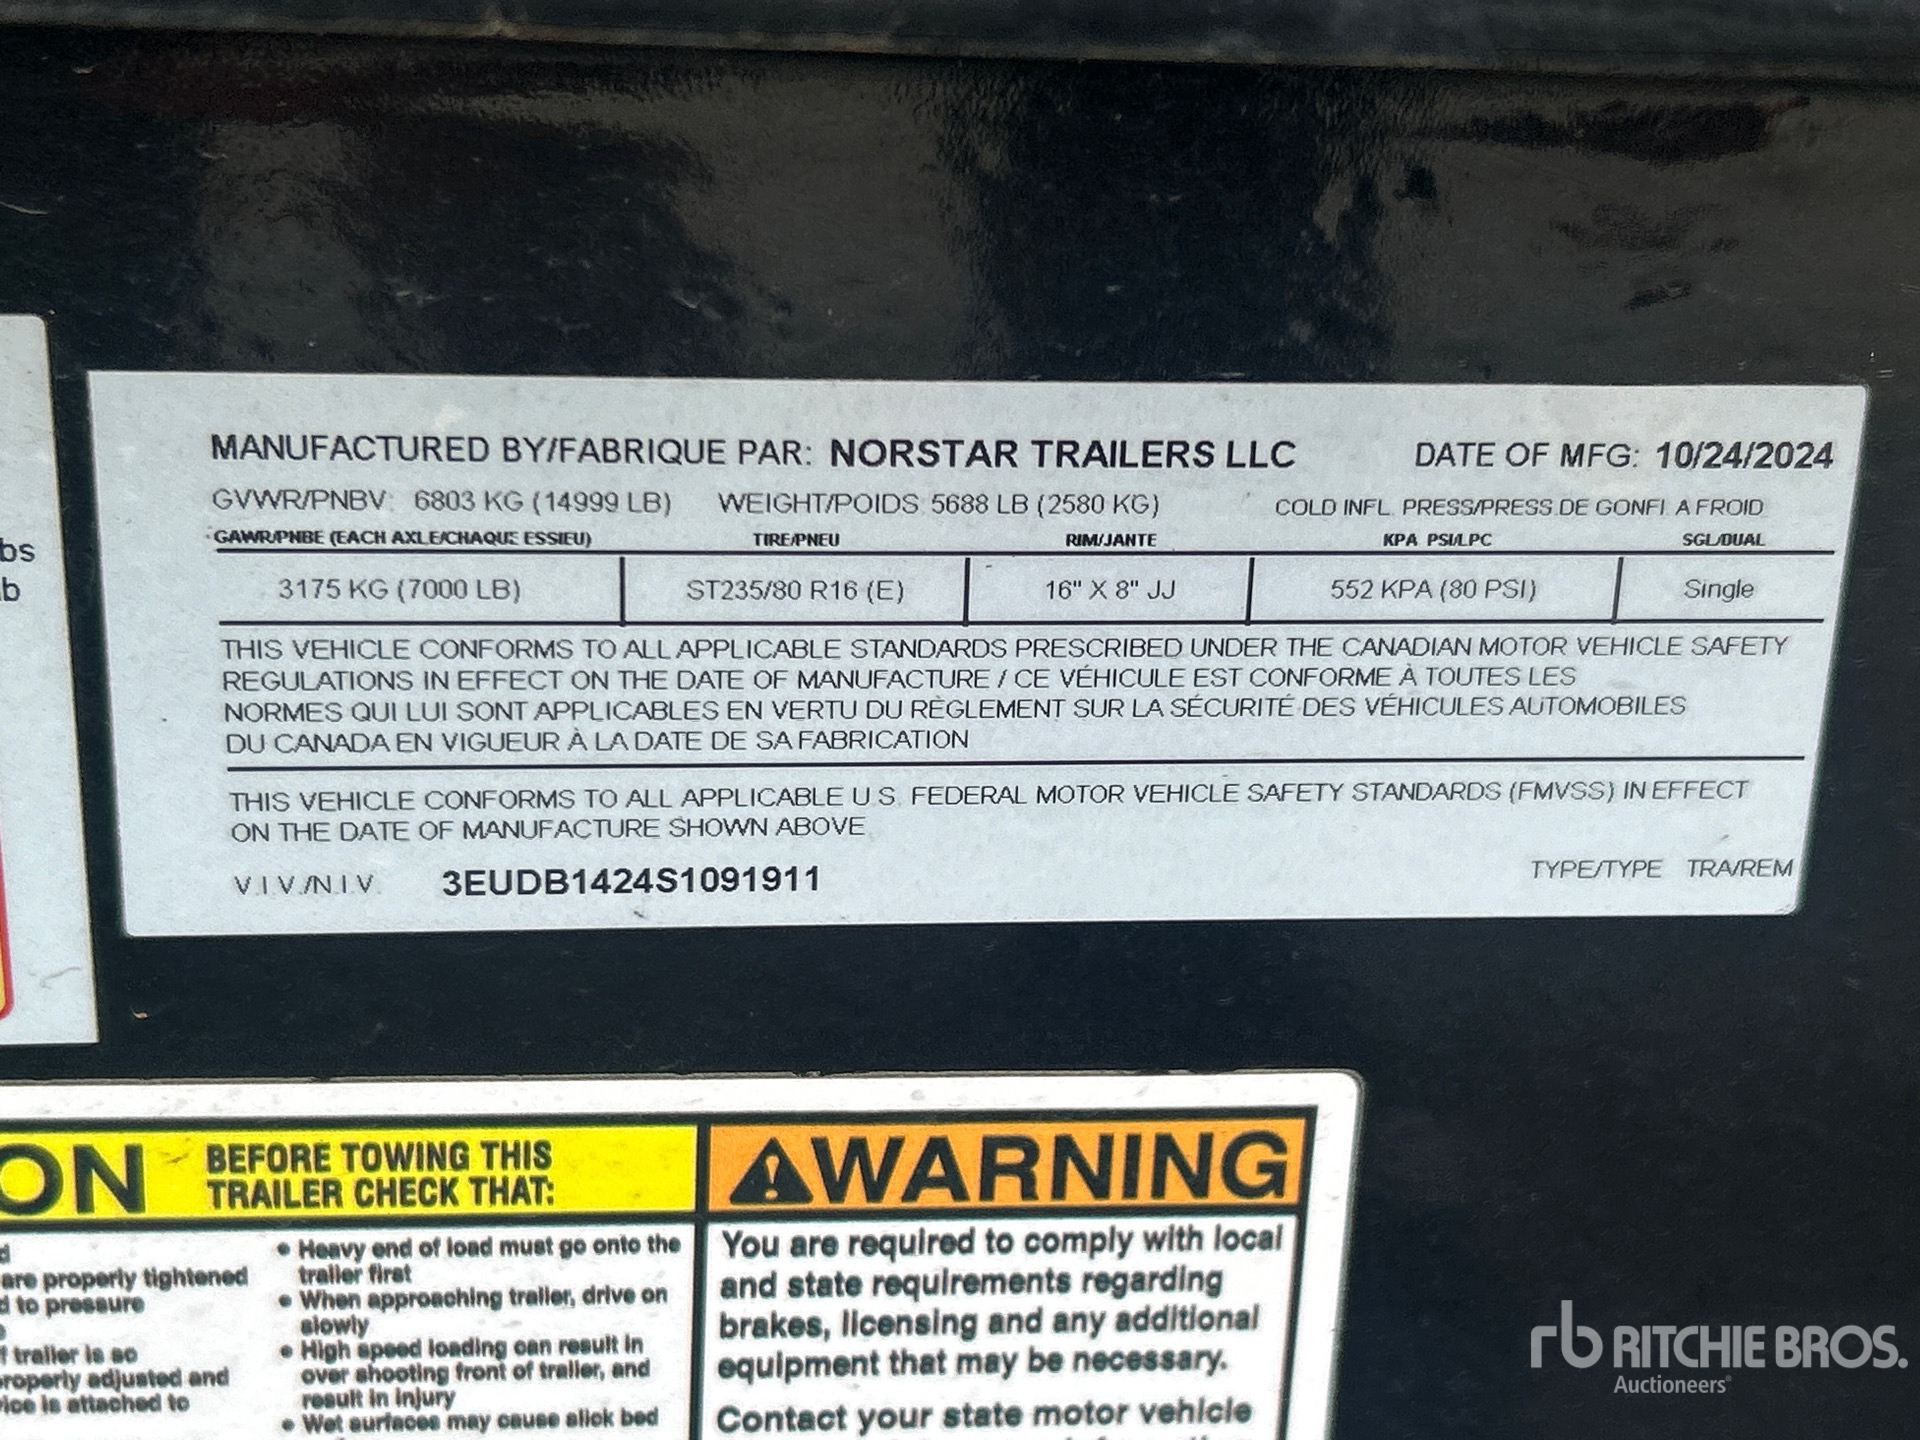 MANUFACTURED BY/FABRIQUE PAR: NORSTAR TRAILERS LLC DATE OF MFG: 10/24/2024
GVWR/PNBV: 6803 KG (14999 LB) WEIGHT/POIDS: 5688 LB (2580 KG) COLD INFL. PRESS/PRESS.DE GONFL A FROID
GAWR/PNBE (EACH AXLE/CHAQUE ESSIEU) TIRE/PNEU RIM/JANTE KPA PSI/LPC SGL/DUAL
3175 KG (7000 LB) ST235/80 R16 (E) 16" X 8" JJ 552 KPA (80 PSI) Single
THIS VEHICLE CONFORMS TO ALL APPLICABLE STANDARDS PRESCRIBED UNDER THE CANADIAN MOTOR VEHICLE SAFETY
REGULATIONS IN EFFECT ON THE DATE OF MANUFACTURE / CE VÉHICULE EST CONFORME À TOUTES LES
NORMES QUI LUI SONT APPLICABLES EN VERTU DU RÈGLEMENT SUR LA SÉCURITÉ DES VÉHICULES AUTOMOBILES
DU CANADA EN VIGUEUR À LA DATE DE SA FABRICATION
THIS VEHICLE CONFORMS TO ALL APPLICABLE U.S. FEDERAL MOTOR VEHICLE SAFETY STANDARDS (FMVSS) IN EFFECT
ON THE DATE OF MANUFACTURE SHOWN ABOVE
V.I.V./N.I.V. 3EUDB1424S1091911 TYPE/TYPE TRA/REM
bs
b
ON BEFORE TOWING THIS
TRAILER CHECK THAT:
are properly tightened
d to pressure
f trailer is so
properly adjusted and
vice is attached to
• Heavy end of load must go onto the
trailer first
• When approaching trailer, drive on
slowly
• High speed loading can result in
over shooting front of trailer, and
result in injury
• Wet surfaces may cause slick bed
WARNING
You are required to comply with local
and state requirements regarding
brakes, licensing and any additional
equipment that may be necessary.
Contact your state motor vehicle
rb RITCHIE BROS.
Auctioneers